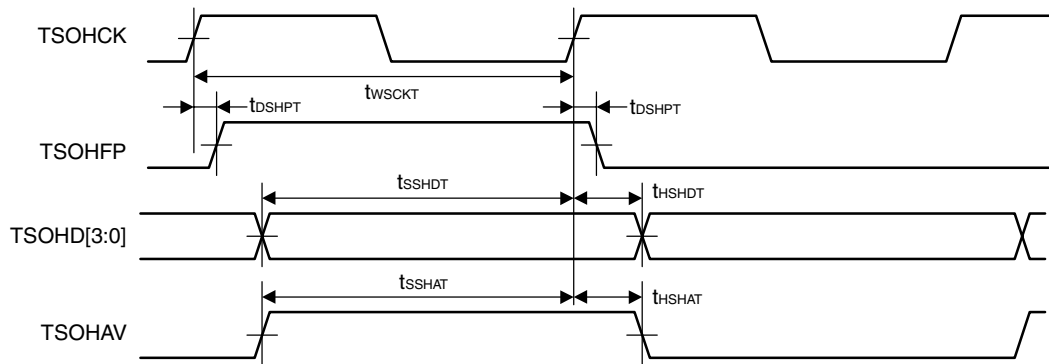 TSOHCK
tWSCKT
tDSHPT
tDSHPT
TSOHFP
tSSHDT
tHSHDT
TSOHD[3:0]
tSSHAT
tHSHAT
TSOHAV